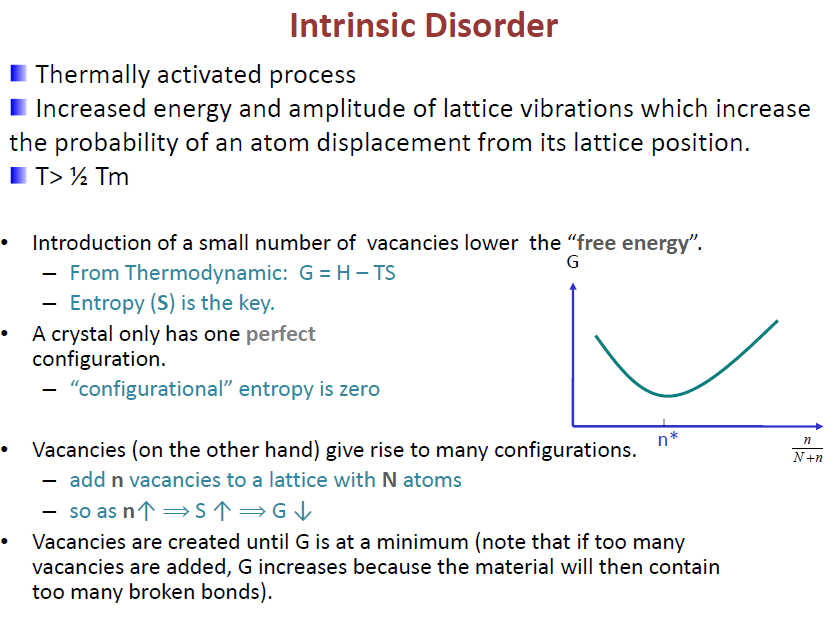 Intrinsic Disorder
Thermally activated process
Increased energy and amplitude of lattice vibrations which increase
the probability of an atom displacement from its lattice position.
T> ½ Tm
• Introduction of a small number of vacancies lower the “free energy”.
– From Thermodynamic: G = H – TS
– Entropy (S) is the key.
• A crystal only has one perfect
configuration.
– “configurational” entropy is zero
G
n*
n
N+n
• Vacancies (on the other hand) give rise to many configurations.
– add n vacancies to a lattice with N atoms
– so as n↑ ⟹ S ↑ ⟹ G ↓
• Vacancies are created until G is at a minimum (note that if too many
vacancies are added, G increases because the material will then contain
too many broken bonds).